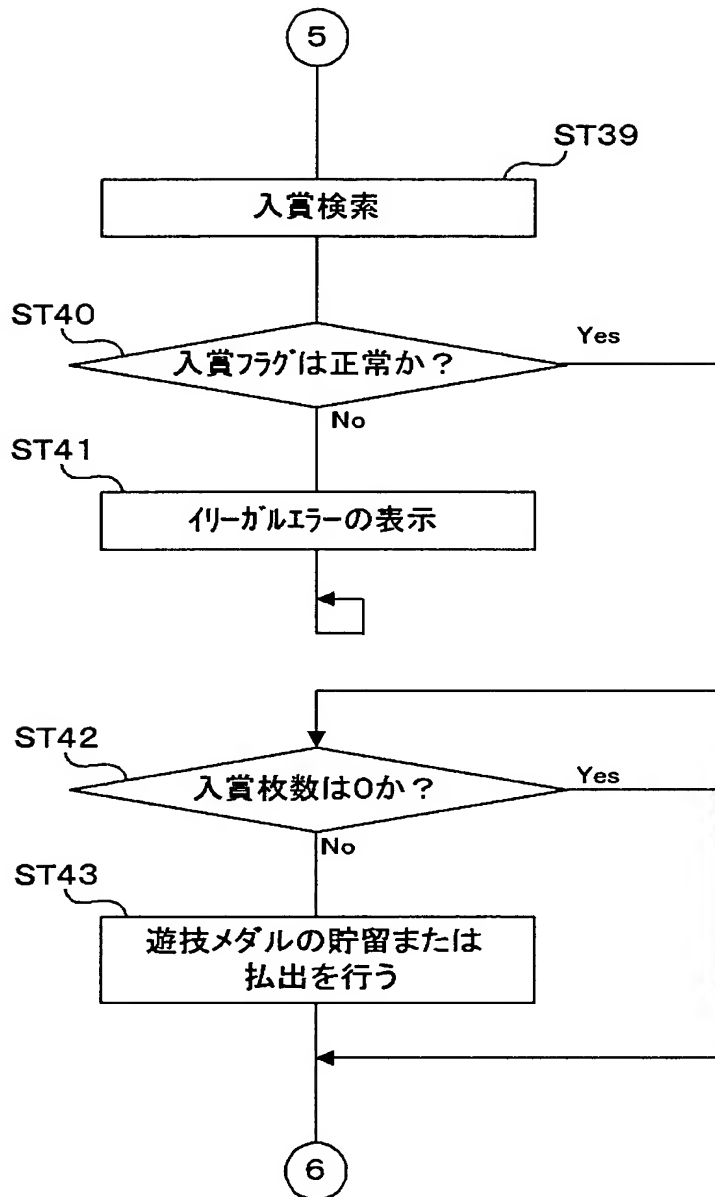 5
ST39
入賞検索
ST40
入賞フラグは正常か？
Yes
No
ST41
イリーガルエラーの表示
ST42
入賞枚数は0か？
Yes
No
ST43
遊技メダルの貯留または
払出を行う
6